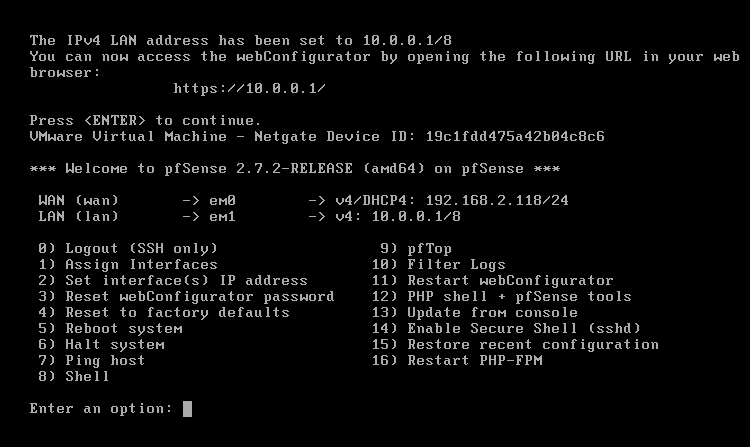 The IPv4 LAN address has been set to 10.0.0.1/8
You can now access the webConfigurator by opening the following URL in your web
browser:
https://10.0.0.1/
Press <ENTER> to continue.
VMware Virtual Machine - Netgate Device ID: 19c1fdd475a42b04c8c6
*** Welcome to pfSense 2.7.2-RELEASE (amd64) on pfSense ***
WAN (wan) -> em0 -> v4/DHCP4: 192.168.2.118/24
LAN (lan) -> em1 -> v4: 10.0.0.1/8
0) Logout (SSH only) 9) pfTop
1) Assign Interfaces 10) Filter Logs
2) Set interface(s) IP address 11) Restart webConfigurator
3) Reset webConfigurator password 12) PHP shell + pfSense tools
4) Reset to factory defaults 13) Update from console
5) Reboot system 14) Enable Secure Shell (sshd)
6) Halt system 15) Restore recent configuration
7) Ping host 16) Restart PHP-FPM
8) Shell
Enter an option: